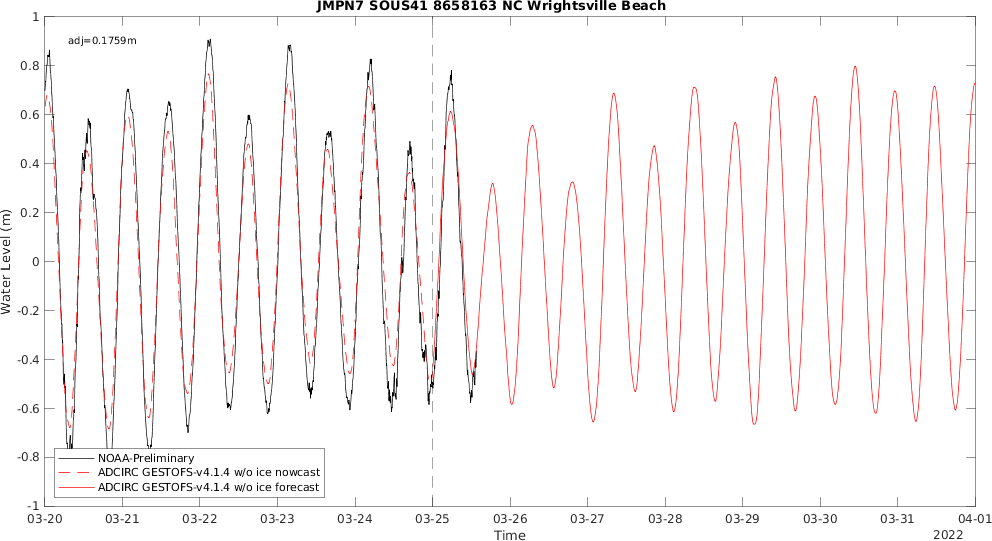 JMPN7 SOUS41 8658163 NC Wrightsville Beach
adj=0.1759m
1
0.8
0.6
0.4
0.2
0
-0.2
-0.4
-0.6
-0.8
-1
Water Level (m)
NOAA-Preliminary
ADCIRC GESTOFS-v4.1.4 w/o ice nowcast
ADCIRC GESTOFS-v4.1.4 w/o ice forecast
03-20 03-21 03-22 03-23 03-24 03-25 03-26 03-27 03-28 03-29 03-30 03-31 04-01
Time
2022